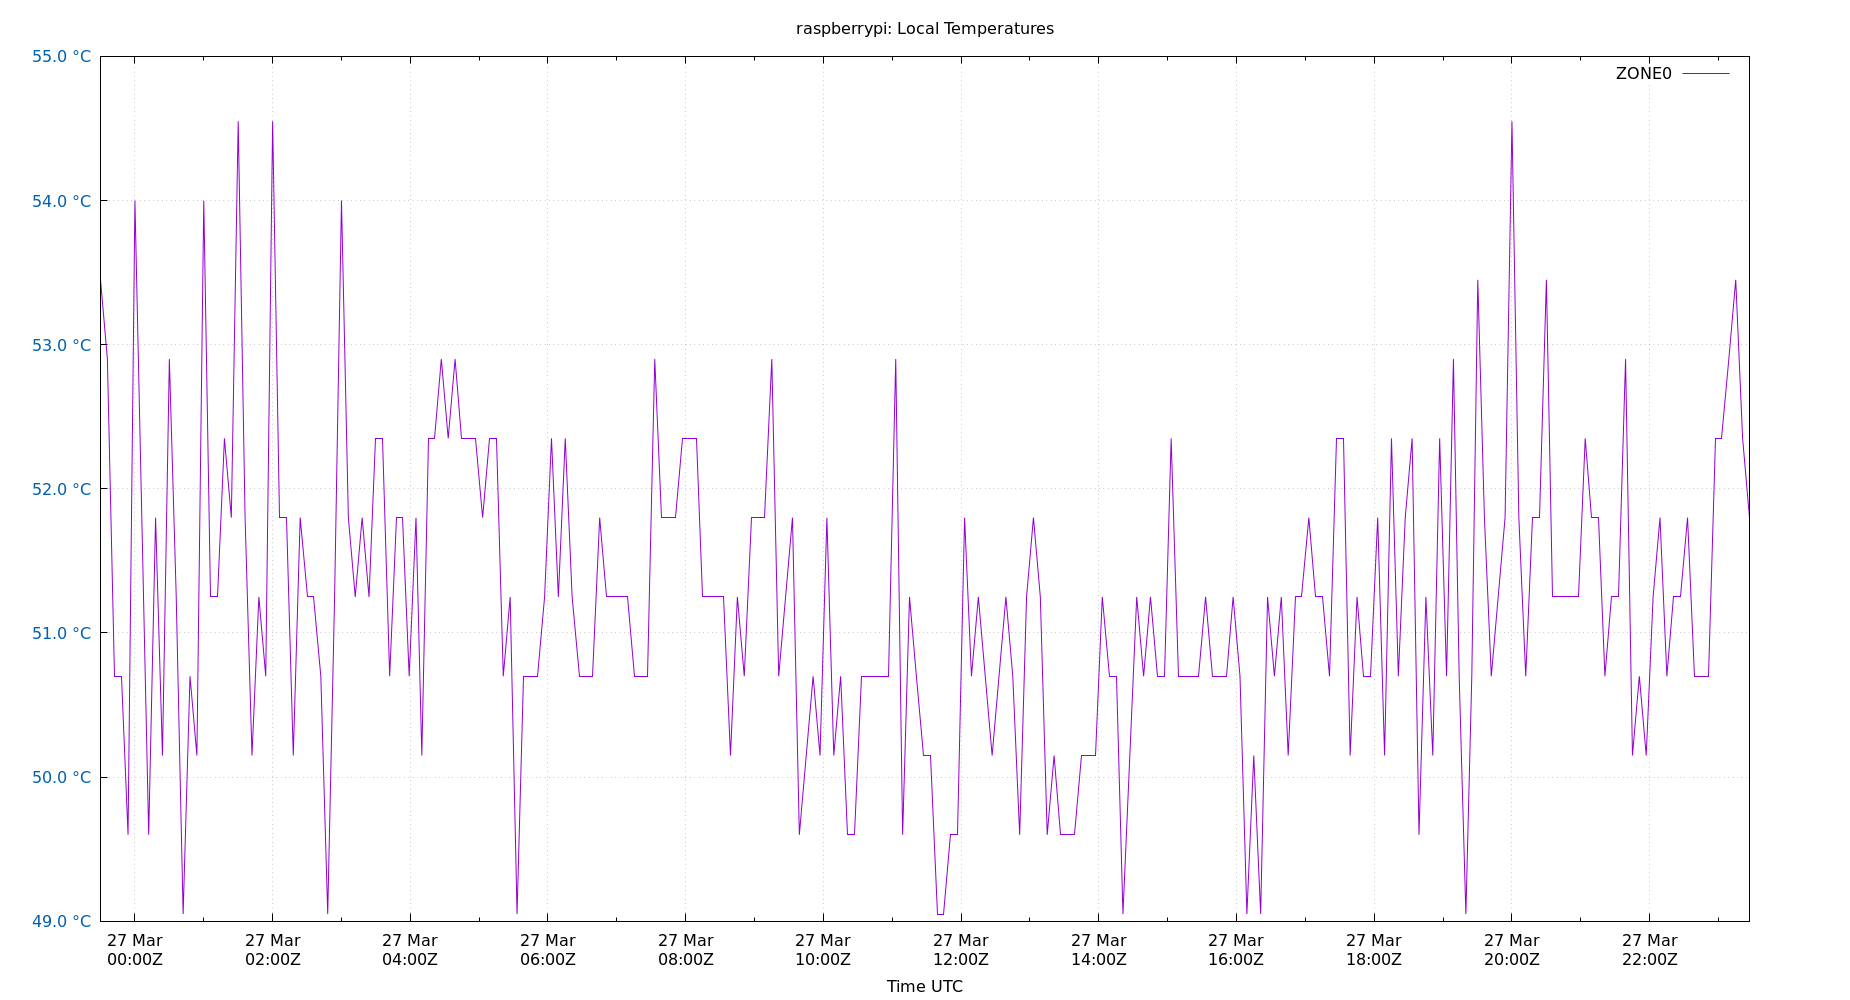 raspberrypi: Local Temperatures
55.0 °C
ZONE0
54.0 °C
53.0 °C
52.0 °C
51.0 °C
50.0 °C
49.0 °C
27 Mar 27 Mar 27 Mar 27 Mar 27 Mar 27 Mar 27 Mar 27 Mar 27 Mar 27 Mar 27 Mar 27 Mar
00:00Z 02:00Z 04:00Z 06:00Z 08:00Z 10:00Z 12:00Z 14:00Z 16:00Z 18:00Z 20:00Z 22:00Z
Time UTC